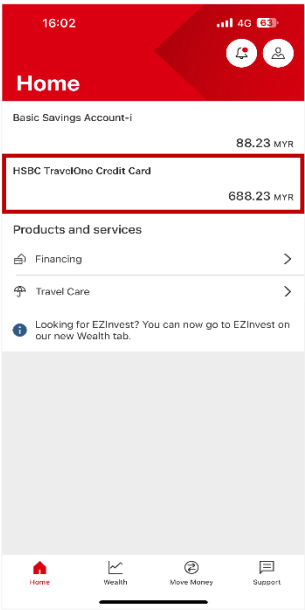 16:02
4G 63
Home
Basic Savings Account-i
88.23 MYR
HSBC TravelOne Credit Card
688.23 MYR
Products and services
Financing
Travel Care
Looking for EZInvest? You can now go to EZInvest on
our new Wealth tab.
Home Wealth Move Money Support